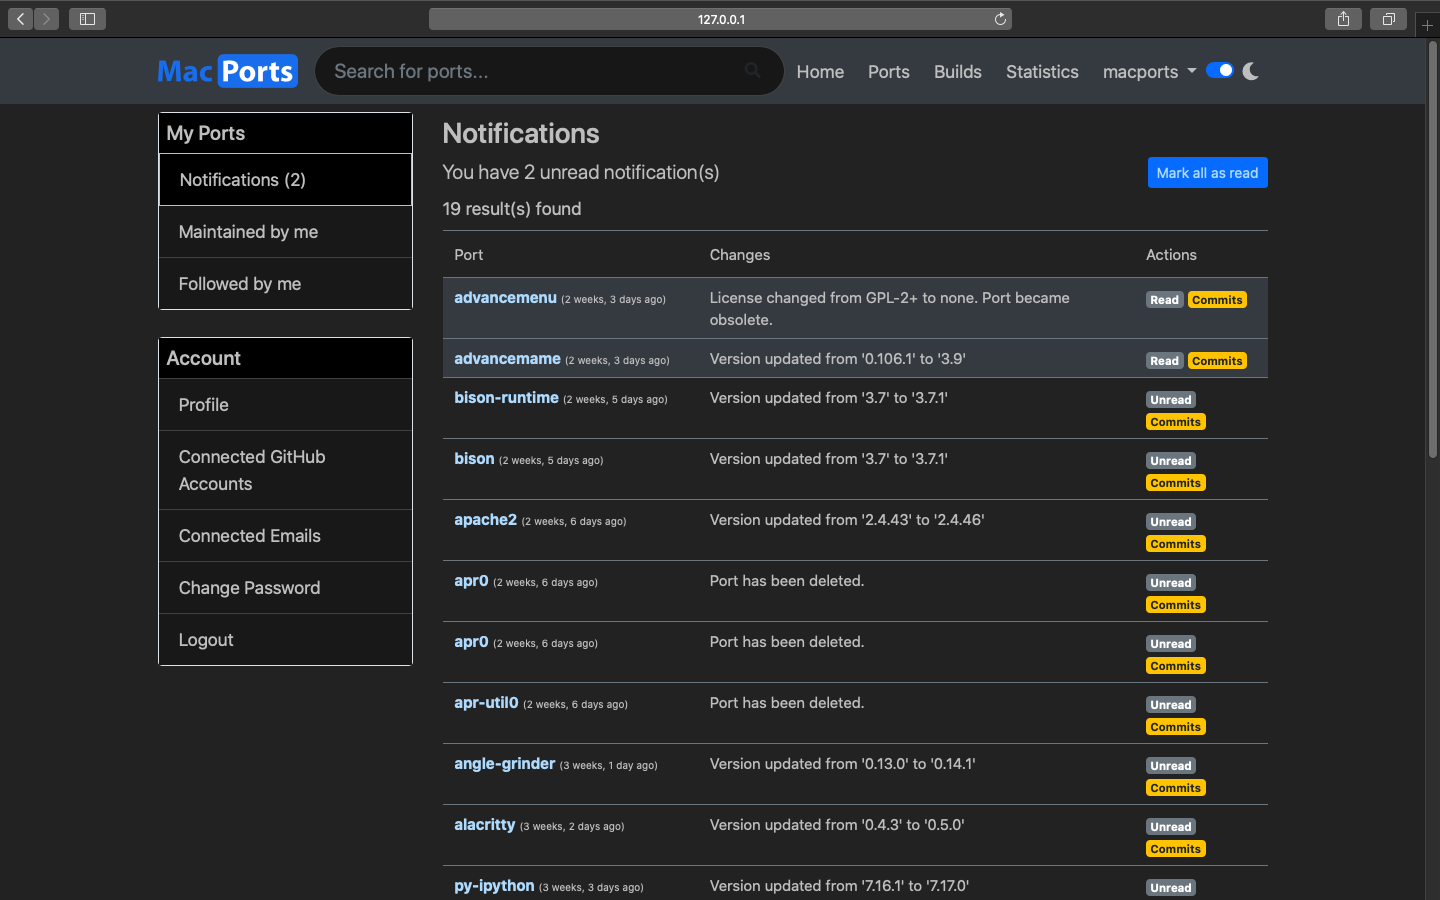 127.0.0.1
Mac Ports
Search for ports...
Home
Ports
Builds
Statistics
macports
My Ports
Notifications (2)
Maintained by me
Followed by me
Account
Profile
Connected GitHub
Accounts
Connected Emails
Change Password
Logout
Notifications
You have 2 unread notification(s)
Mark all as read
19 result(s) found
Port Changes Actions
advancemenu (2 weeks, 3 days ago) License changed from GPL-2+ to none. Port became Read Commits
obsolete.
advancemame (2 weeks, 3 days ago) Version updated from '0.106.1' to '3.9' Read Commits
bison-runtime (2 weeks, 5 days ago) Version updated from '3.7' to '3.7.1' Unread
Commits
bison (2 weeks, 5 days ago) Version updated from '3.7' to '3.7.1' Unread
Commits
apache2 (2 weeks, 6 days ago) Version updated from '2.4.43' to '2.4.46' Unread
Commits
apr0 (2 weeks, 6 days ago) Port has been deleted. Unread
Commits
apr0 (2 weeks, 6 days ago) Port has been deleted. Unread
Commits
apr-util0 (2 weeks, 6 days ago) Port has been deleted. Unread
Commits
angle-grinder (3 weeks, 1 day ago) Version updated from '0.13.0' to '0.14.1' Unread
Commits
alacritty (3 weeks, 2 days ago) Version updated from '0.4.3' to '0.5.0' Unread
Commits
py-ipython (3 weeks, 3 days ago) Version updated from '7.16.1' to '7.17.0' Unread